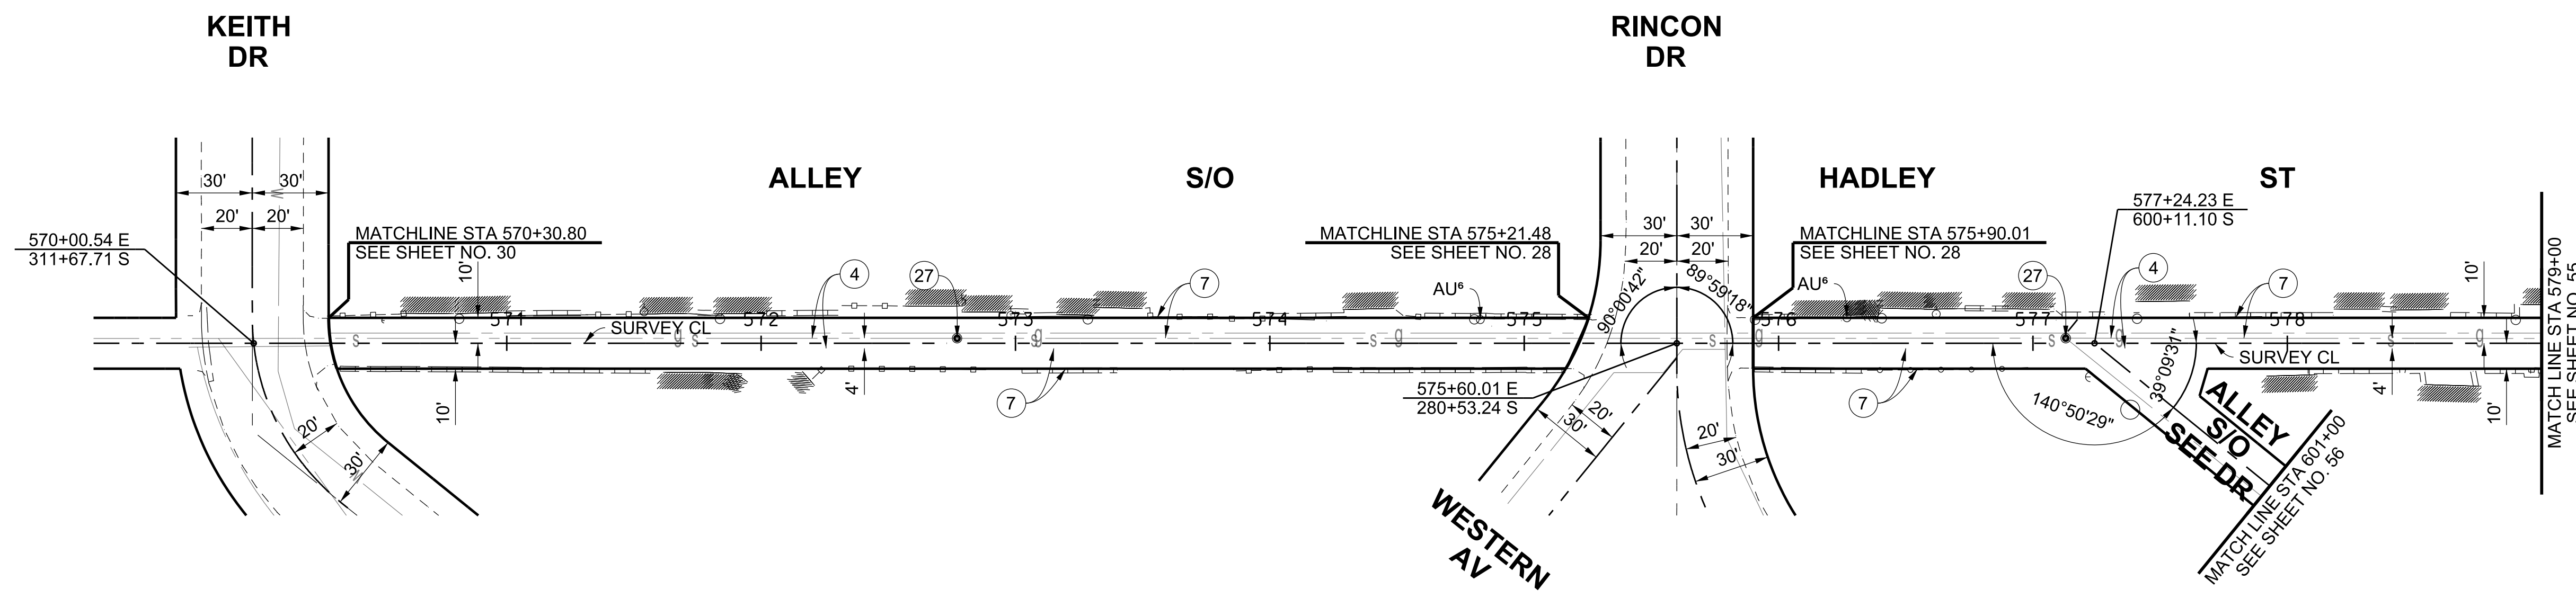 KEITH
DR
RINCON
DR
ALLEY
S/O
HADLEY
ST
30'
30'
20'
20'
W
570+00.54 E
311+67.71 S
MATCHLINE STA 570+30.80
SEE SHEET NO. 30
10'
4
27
7
MATCHLINE STA 575+21.48
SEE SHEET NO. 28
AU⁶
30'
30'
20'
20'
90°00'42"
89°59'18"
MATCHLINE STA 575+90.01
SEE SHEET NO. 28
AU⁶
577+24.23 E
600+11.10 S
27
4
7
10'
MATCH LINE STA 579+00
SEE SHEET NO. 55
571
572
573
574
575
576
577
578
SURVEY CL
SURVEY CL
s
g
s
s
g
s
g
s
g
s
g
s
g
10'
4'
7
575+60.01 E
280+53.24 S
7
39°09'31"
140°50'29"
4'
10'
20'
30'
W
20'
30'
20'
30'
WESTERN
AV
ALLEY
S/O
SEE DR
MATCH LINE STA 601+00
SEE SHEET NO. 56